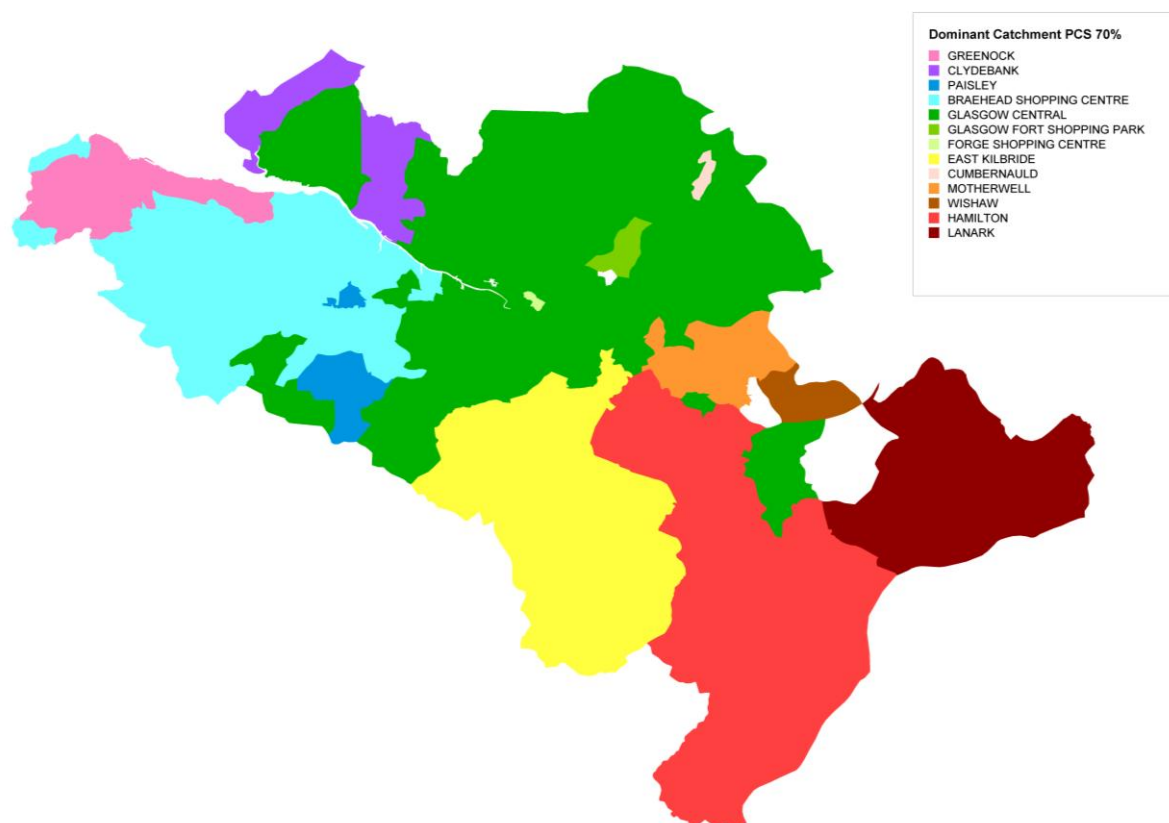 Dominant Catchment PCS 70%
GREENOCK
CLYDEBANK
PAISLEY
BRAEHEAD SHOPPING CENTRE
GLASGOW CENTRAL
GLASGOW FORT SHOPPING PARK
FORGE SHOPPING CENTRE
EAST KILBRIDE
CUMBERNAULD
MOTHERWELL
WISHAW
HAMILTON
LANARK